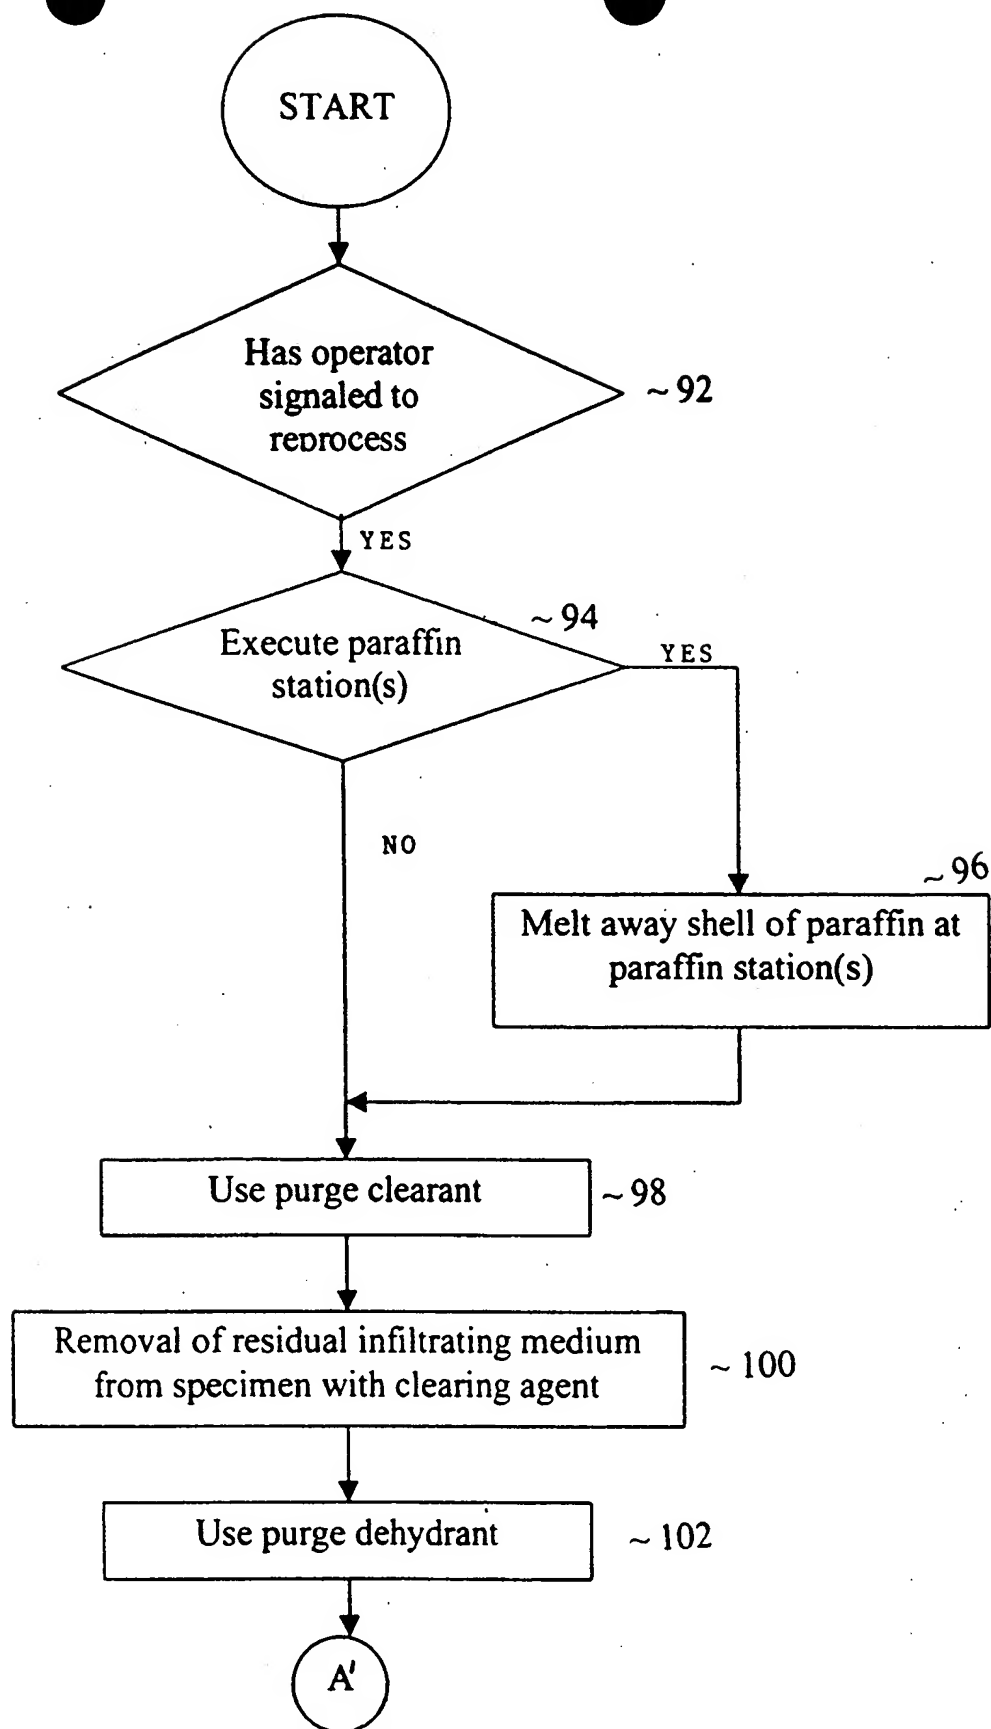 START
Has operator
signaled to
reprocess
~92
YES
~94
Execute paraffin
station(s)
YES
NO
~96
Melt away shell of paraffin at
paraffin station(s)
Use purge clearant
~98
Removal of residual infiltrating medium
from specimen with clearing agent
~100
Use purge dehydrant
~102
A'